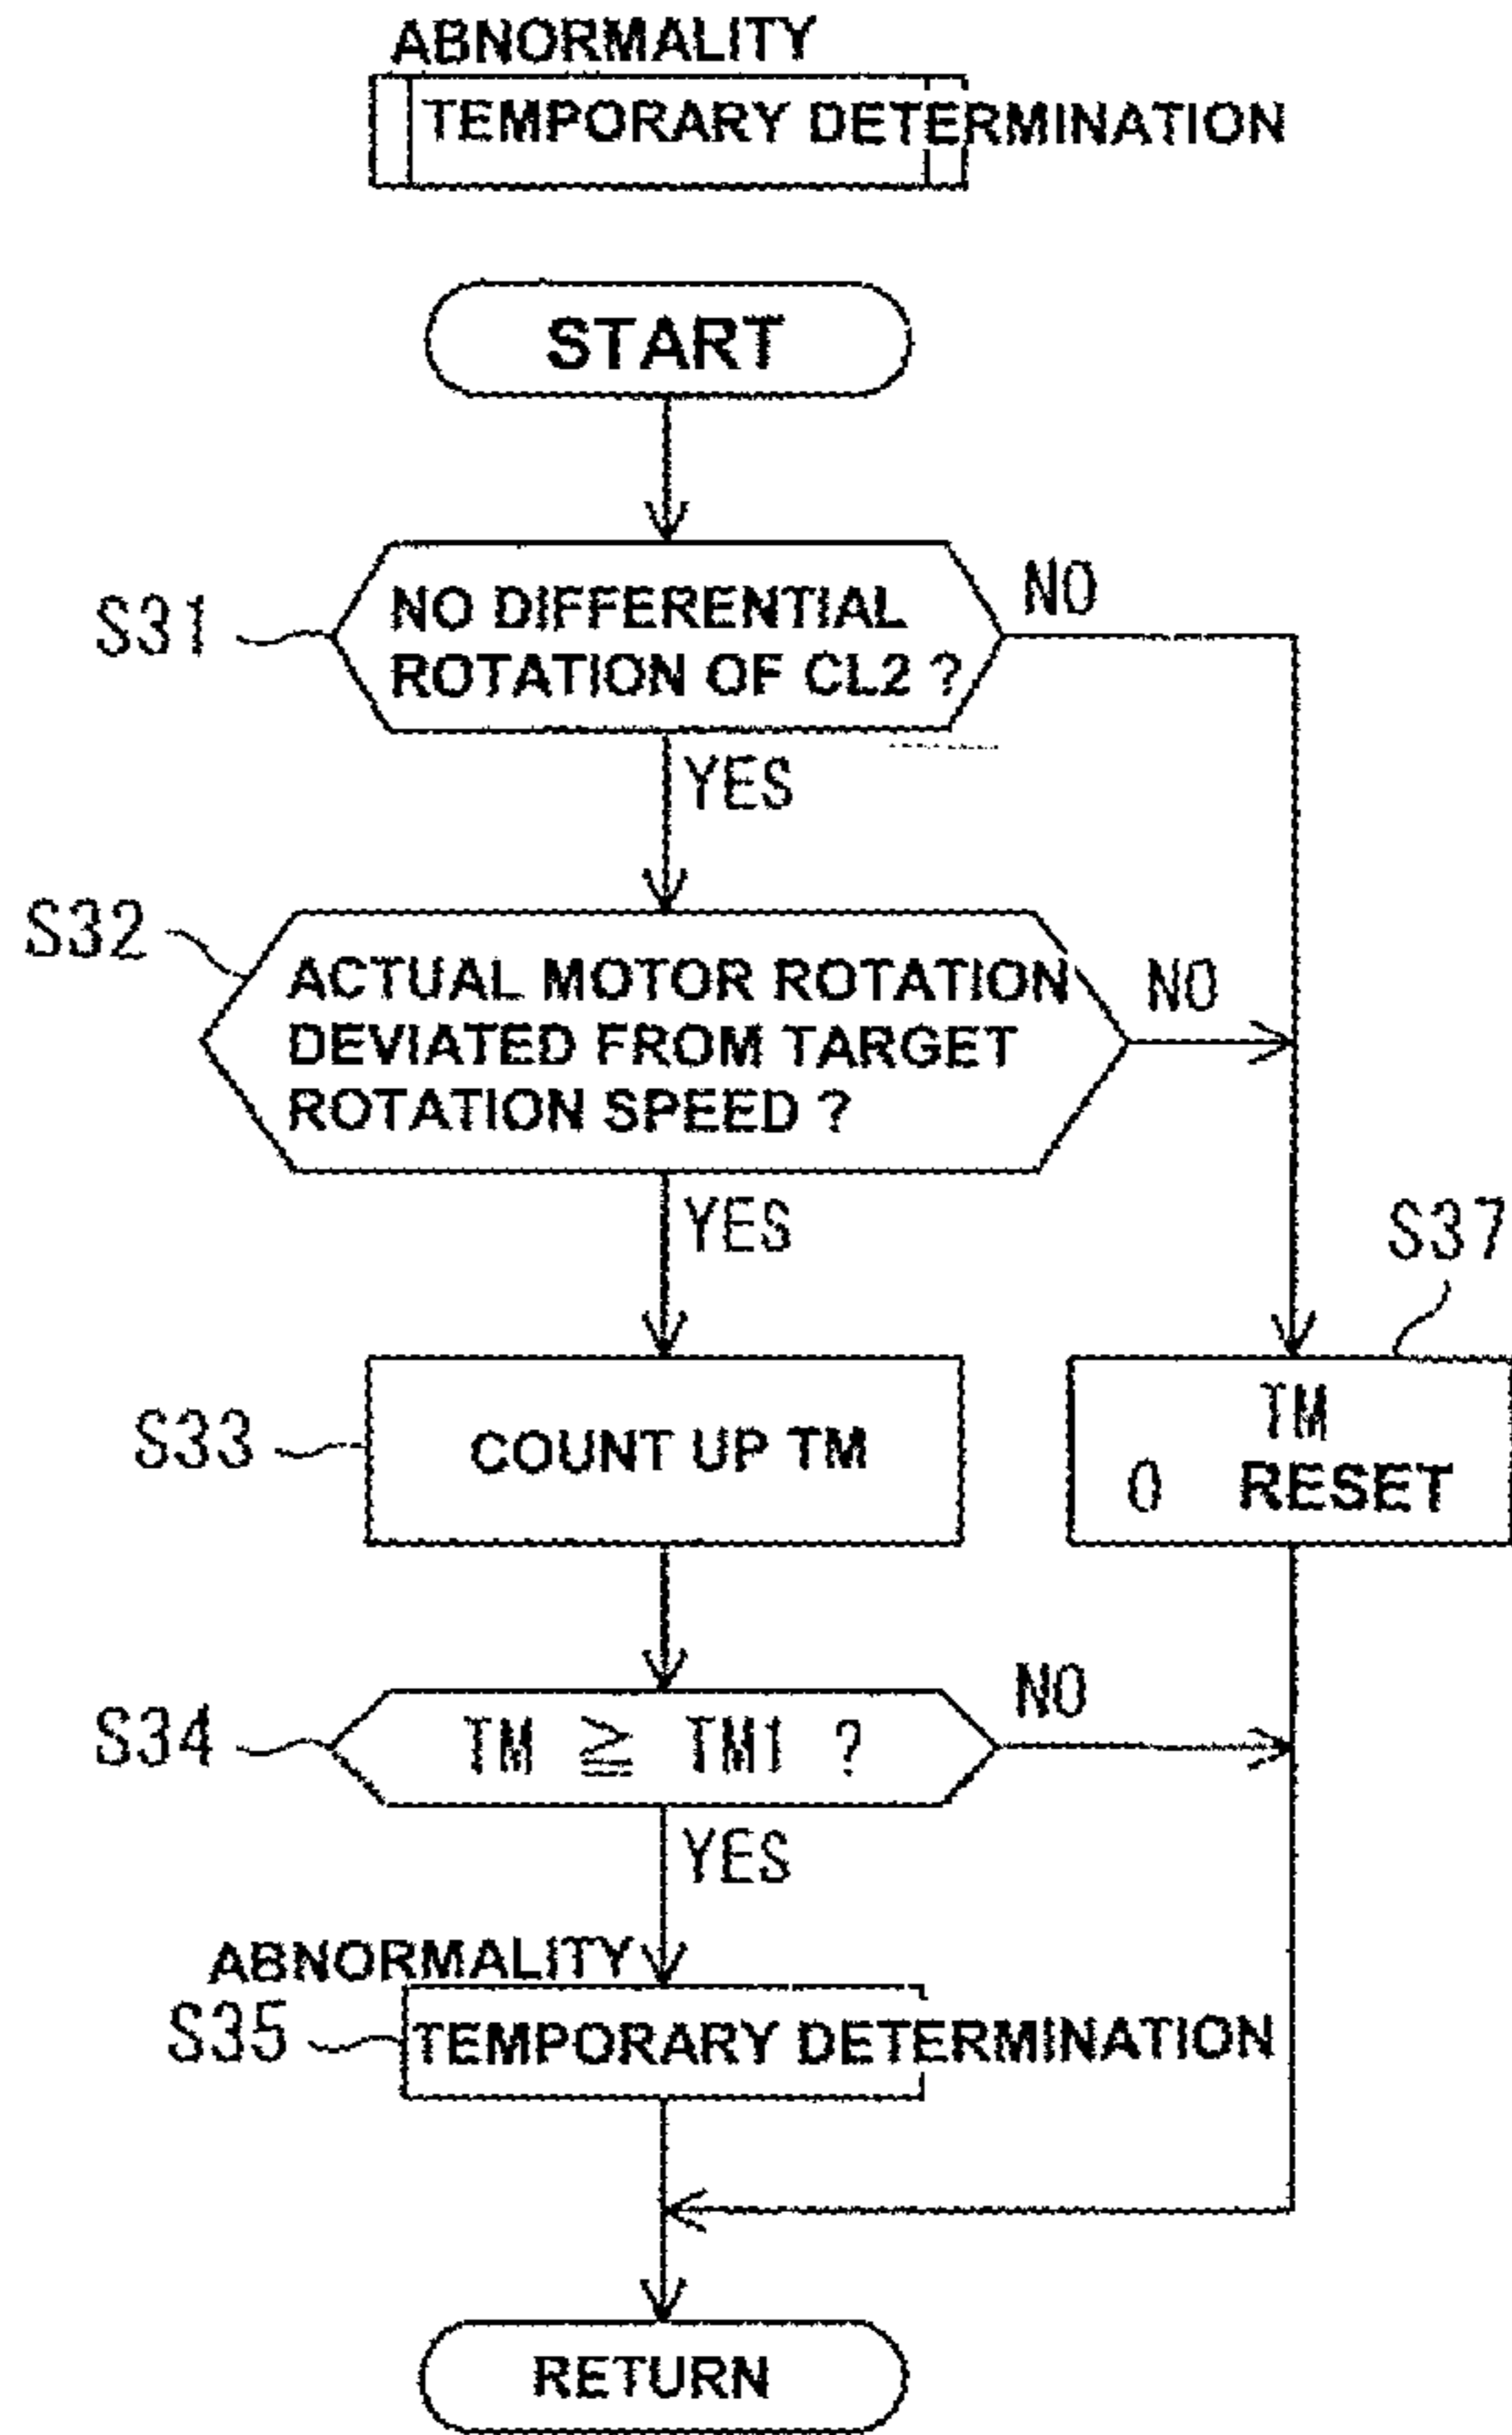 ABNORMALITY
TEMPORARY DETERMINATION
START
S31
NO DIFFERENTIAL
ROTATION OF CL2 ?
NO
YES
S32
ACTUAL MOTOR ROTATION
DEVIATED FROM TARGET
ROTATION SPEED ?
NO
YES
S37
S33
COUNT UP TM
TM
0 RESET
S34
TM ≧ TM1 ?
NO
YES
ABNORMALITY
S35
TEMPORARY DETERMINATION
RETURN